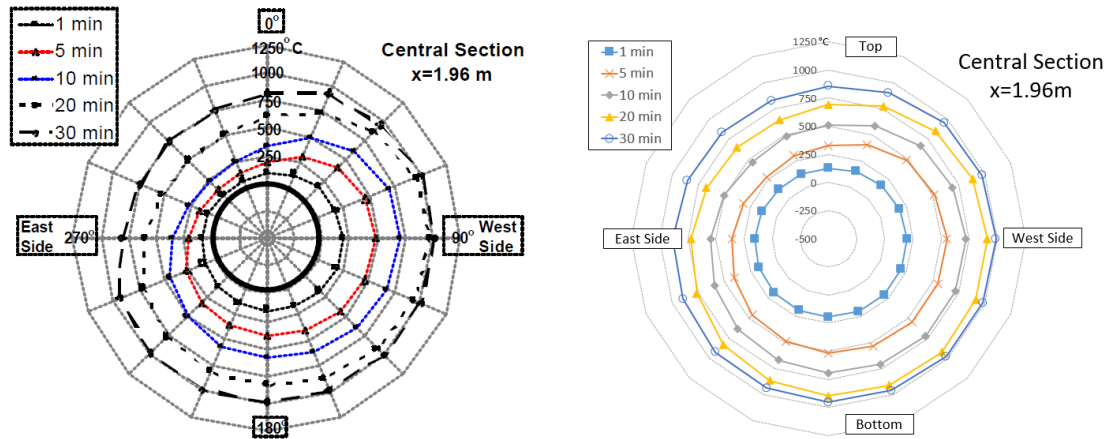 1 min
5 min
10 min
20 min
30 min
0°
1250°C
1000
750
500
250
Central Section
x=1.96 m
East
Side
270°
90°
West
Side
180°
1 min
5 min
10 min
20 min
30 min
1250 °C
1000
750
500
250
0
-250
-500
Top
Central Section
x=1.96m
East Side
West Side
Bottom